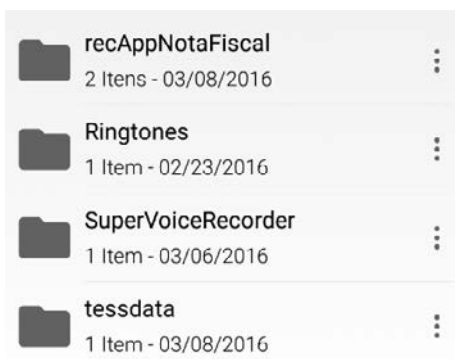 recAppNotaFiscal
2 Itens - 03/08/2016
Ringtones
1 Item - 02/23/2016
SuperVoiceRecorder
1 Item - 03/06/2016
tessdata
1 Item - 03/08/2016